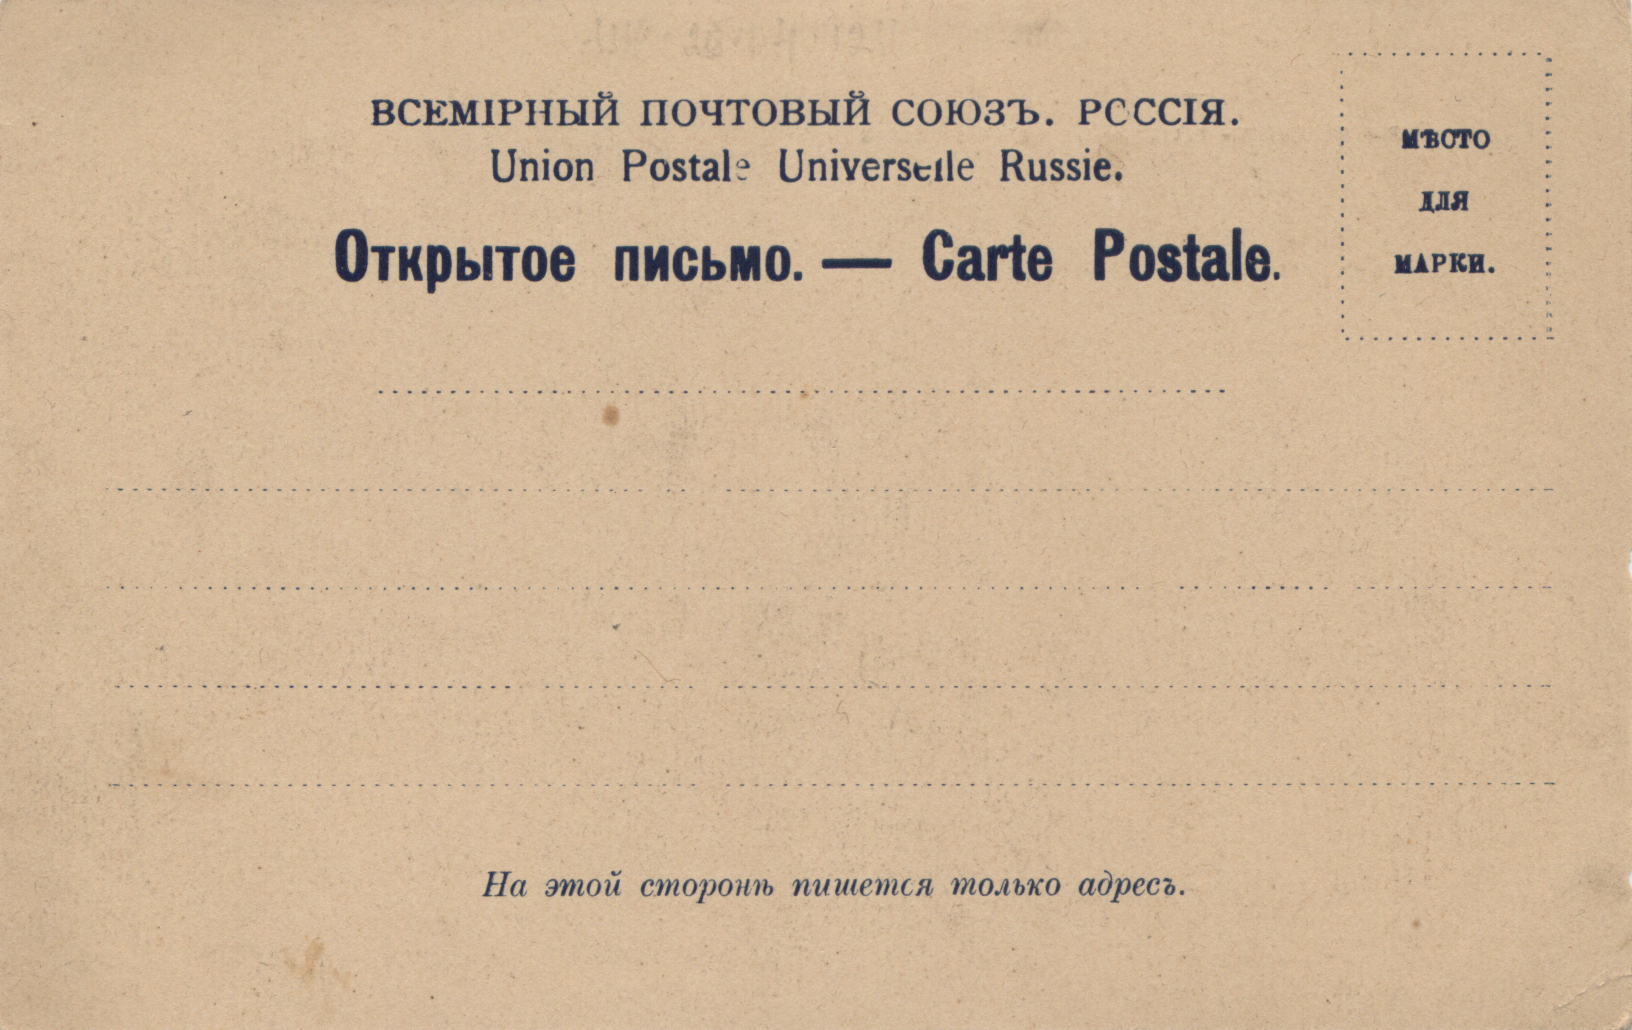 ВСЕМІРНЫЙ ПОЧТОВЫЙ СОЮЗЪ. РОССІЯ.
Union Postale Universelle Russie.
Открытое письмо. — Carte Postale.
МѢСТО
ДЛЯ
МАРКИ.
На этой сторонѣ пишется только адресъ.